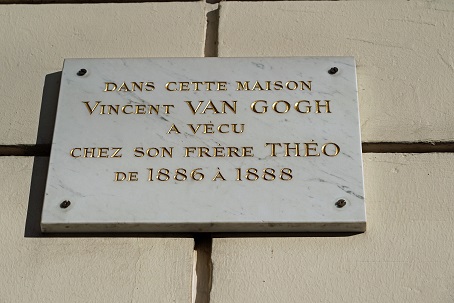 DANS CETTE MAISON
VINCENT VAN GOGH
A VÉCU
CHEZ SON FRÈRE THÉO
DE 1886 À 1888